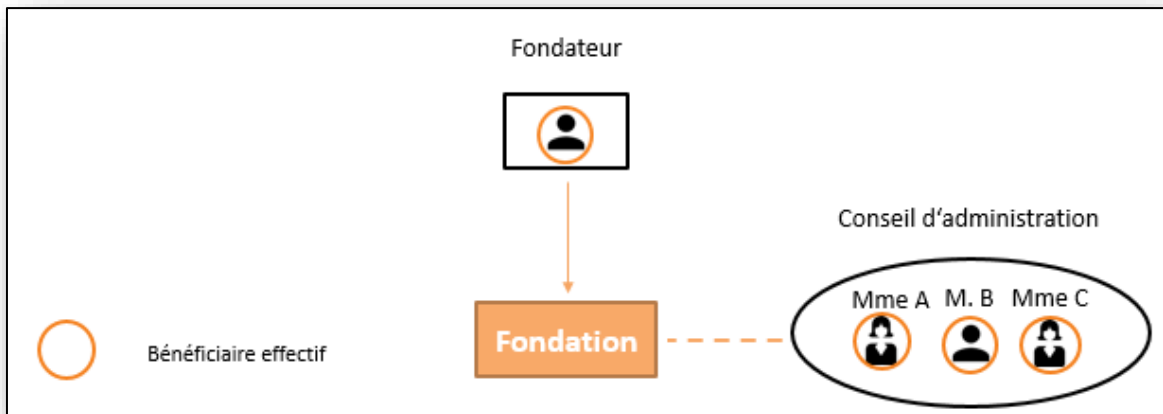 Fondateur
Conseil d‘administration
Mme A M. B Mme C
Fondation
Bénéficiaire effectif